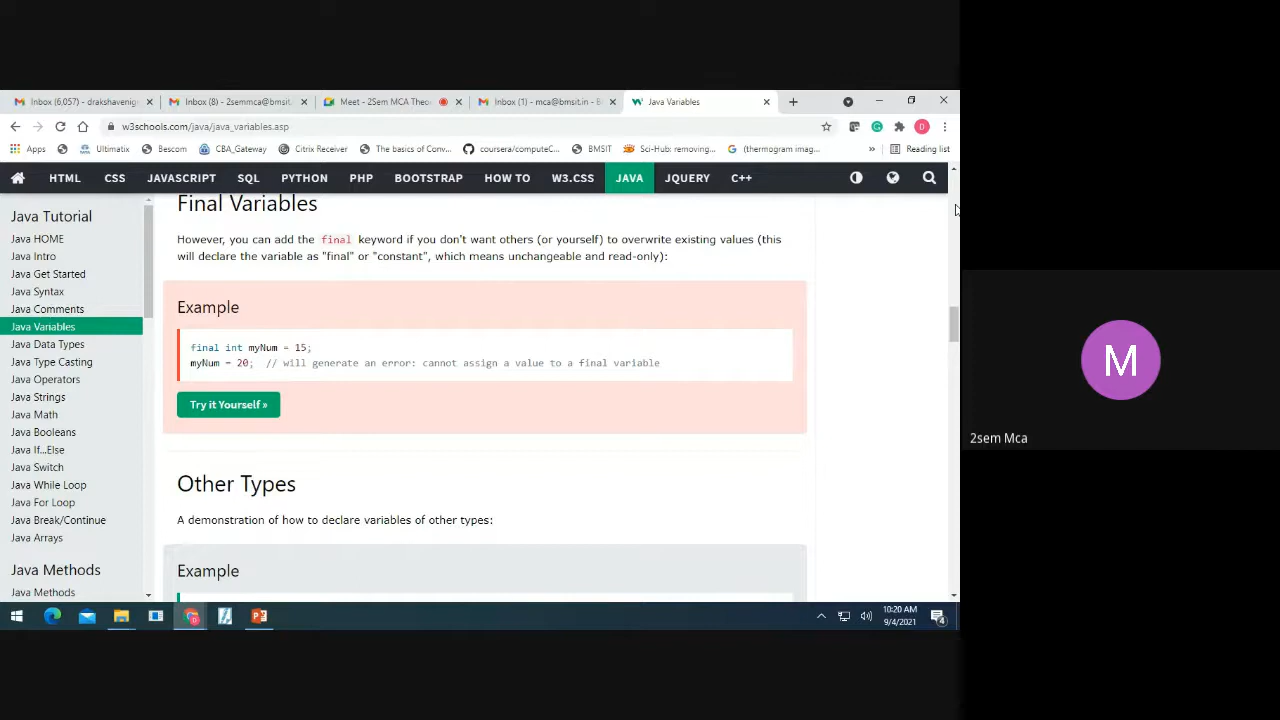 Inbox (6,057) - drakshavenig
Inbox (8) - 2semmca@bmsit.
Meet - 2Sem MCA Theo
Inbox (1) - mca@bmsit.in - B
Java Variables
w3schools.com/java/java_variables.asp
Apps
Ultimatix
Bescom
CBA_Gateway
Citrix Receiver
The basics of Conv...
coursera/computeC...
BMSIT
Sci-Hub: removing...
(thermogram imag...
»
Reading list
HTML CSS JAVASCRIPT SQL PYTHON PHP BOOTSTRAP HOW TO W3.CSS JAVA JQUERY C++
Java Tutorial
Java HOME
Java Intro
Java Get Started
Java Syntax
Java Comments
Java Variables
Java Data Types
Java Type Casting
Java Operators
Java Strings
Java Math
Java Booleans
Java If...Else
Java Switch
Java While Loop
Java For Loop
Java Break/Continue
Java Arrays
Java Methods
Java Methods
Final Variables
However, you can add the final keyword if you don't want others (or yourself) to overwrite existing values (this
will declare the variable as "final" or "constant", which means unchangeable and read-only):
Example
final int myNum = 15;
myNum = 20; // will generate an error: cannot assign a value to a final variable
Try it Yourself »
Other Types
A demonstration of how to declare variables of other types:
Example
10:20 AM
9/4/2021
4
M
2sem Mca